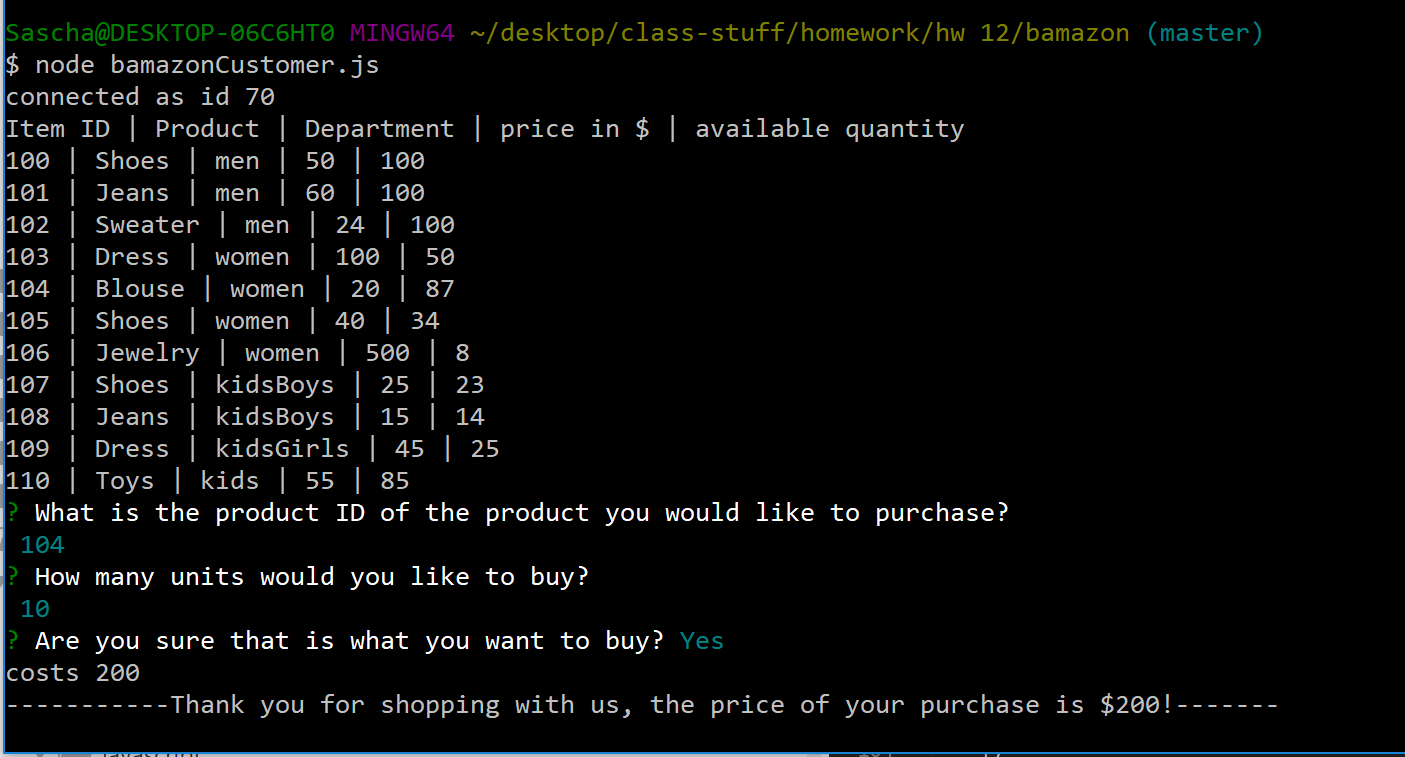 Sascha@DESKTOP-06C6HT0 MINGW64 ~/desktop/class-stuff/homework/hw 12/bamazon (master)
$ node bamazonCustomer.js
connected as id 70
Item ID | Product | Department | price in $ | available quantity
100 | Shoes | men | 50 | 100
101 | Jeans | men | 60 | 100
102 | Sweater | men | 24 | 100
103 | Dress | women | 100 | 50
104 | Blouse | women | 20 | 87
105 | Shoes | women | 40 | 34
106 | Jewelry | women | 500 | 8
107 | Shoes | kidsBoys | 25 | 23
108 | Jeans | kidsBoys | 15 | 14
109 | Dress | kidsGirls | 45 | 25
110 | Toys | kids | 55 | 85
? What is the product ID of the product you would like to purchase?
104
? How many units would you like to buy?
10
? Are you sure that is what you want to buy? Yes
costs 200
-----------Thank you for shopping with us, the price of your purchase is $200!-------